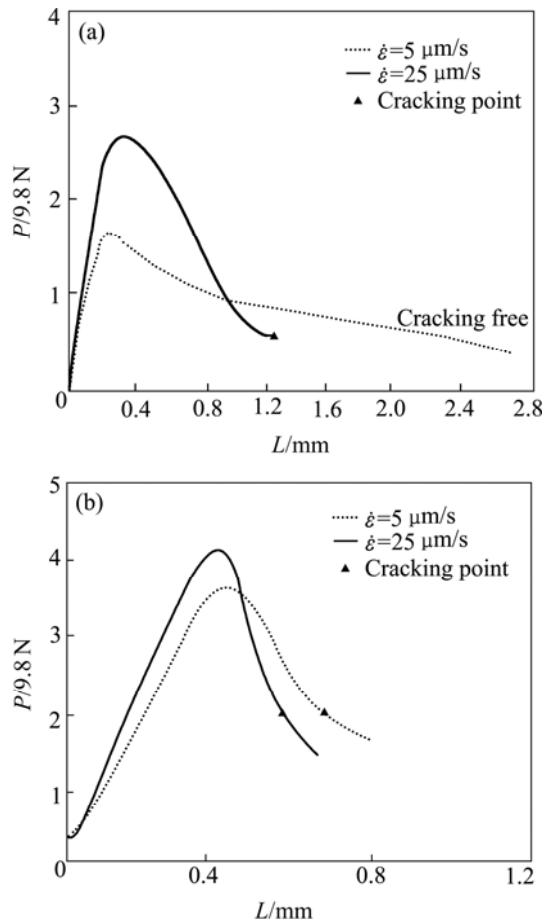 (a)
ε̇=5 μm/s
ε̇=25 μm/s
Cracking point
4
3
2
1
0
P/9.8 N
Cracking free
0.4 0.8 1.2 1.6 2.0 2.4 2.8
L/mm
(b)
ε̇=5 μm/s
ε̇=25 μm/s
Cracking point
5
4
3
2
1
0
P/9.8 N
0 0.4 0.8 1.2
L/mm